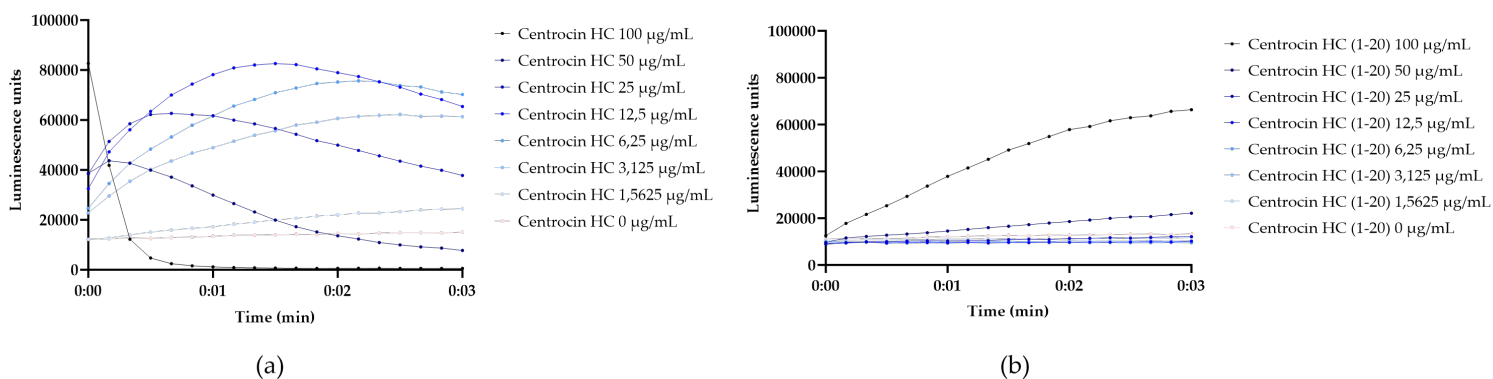 Luminescence units
100000
80000
60000
40000
20000
0
0:00
0:01
0:02
0:03
Time (min)
Centrocin HC 100 µg/mL
Centrocin HC 50 µg/mL
Centrocin HC 25 µg/mL
Centrocin HC 12,5 µg/mL
Centrocin HC 6,25 µg/mL
Centrocin HC 3,125 µg/mL
Centrocin HC 1,5625 µg/mL
Centrocin HC 0 µg/mL
(a)
Luminescence units
100000
80000
60000
40000
20000
0
0:00
0:01
0:02
0:03
Time (min)
Centrocin HC (1-20) 100 µg/mL
Centrocin HC (1-20) 50 µg/mL
Centrocin HC (1-20) 25 µg/mL
Centrocin HC (1-20) 12,5 µg/mL
Centrocin HC (1-20) 6,25 µg/mL
Centrocin HC (1-20) 3,125 µg/mL
Centrocin HC (1-20) 1,5625 µg/mL
Centrocin HC (1-20) 0 µg/mL
(b)